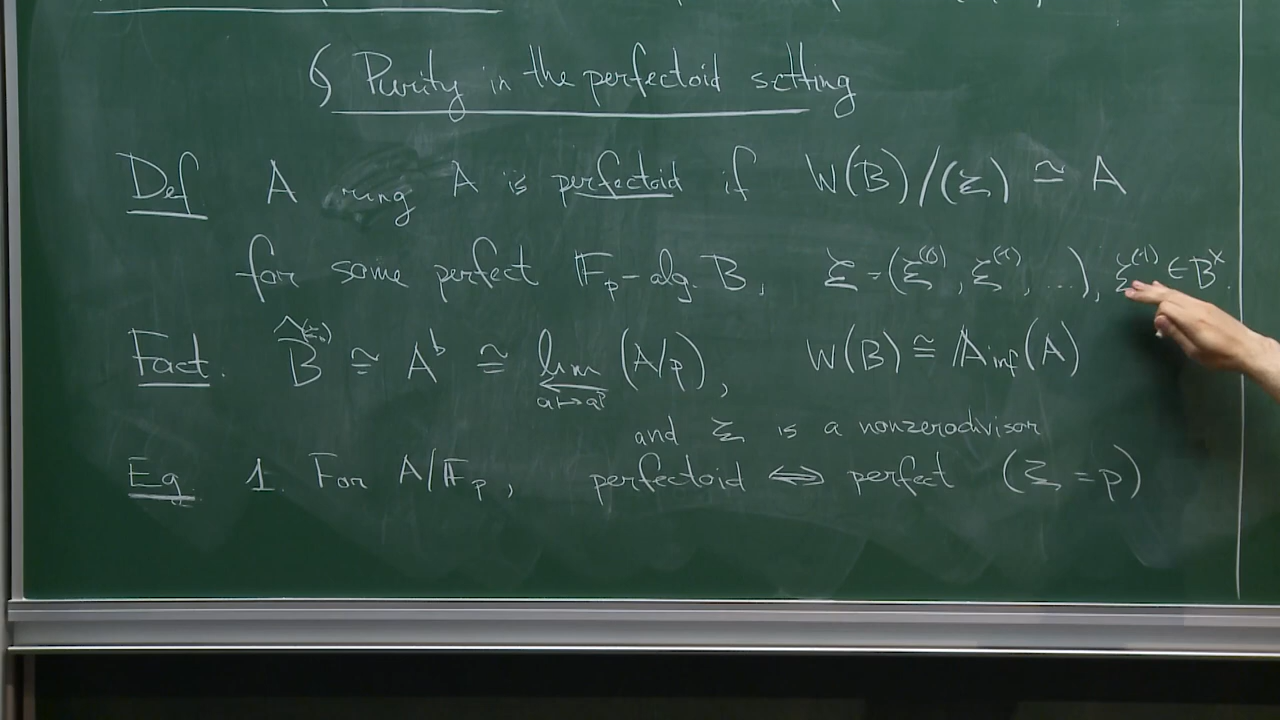 § Purity in the perfectoid setting
Def A ring A is perfectoid if W(B)/(ξ) ≅ A
for some perfect 𝔽_p-alg. B, ξ = (ξ^(0), ξ^(1), ...), ξ^(1) ∈ B^×.
Fact. B̂^(ξ₀) ≅ A^♭ ≅ lim_{←, a↦a^p} (A/p), W(B) ≅ 𝔸_inf(A)
and ξ is a nonzerodivisor
Eg 1. For A/𝔽_p, perfectoid ⟺ perfect (ξ = p)